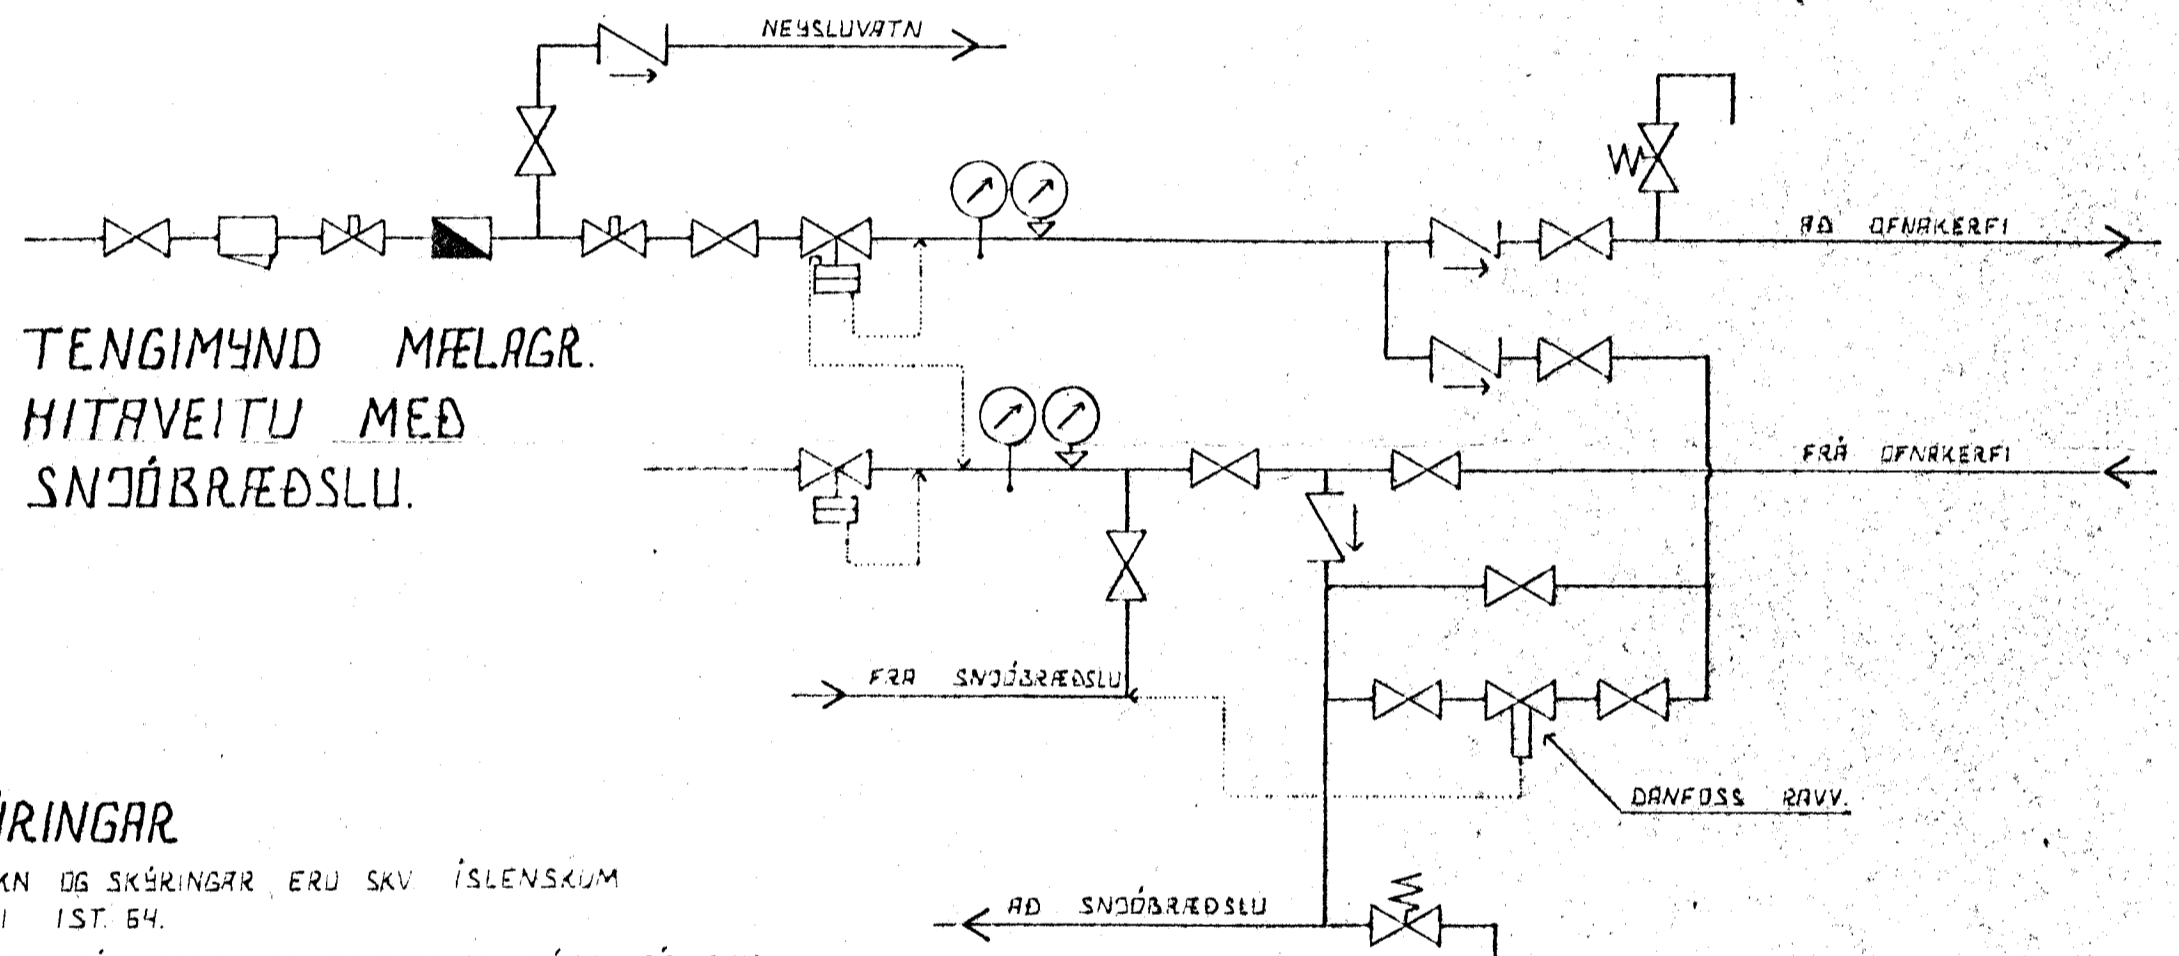 NEYSLUVATN
AÐ OFNAKERFI
TENGIMYND MÆLAGR.
HITAVEITU MEÐ
SNJÓBRÆÐSLU.
FRÁ OFNAKERFI
FRA SNJÓBRÆÐSLU
DANFOSS RAVV.
ÝRINGAR
KN OG SKÝRINGAR ERU SKV. ÍSLENSKUM
I IST. 64.
AÐ SNJÓBRÆÐSLU